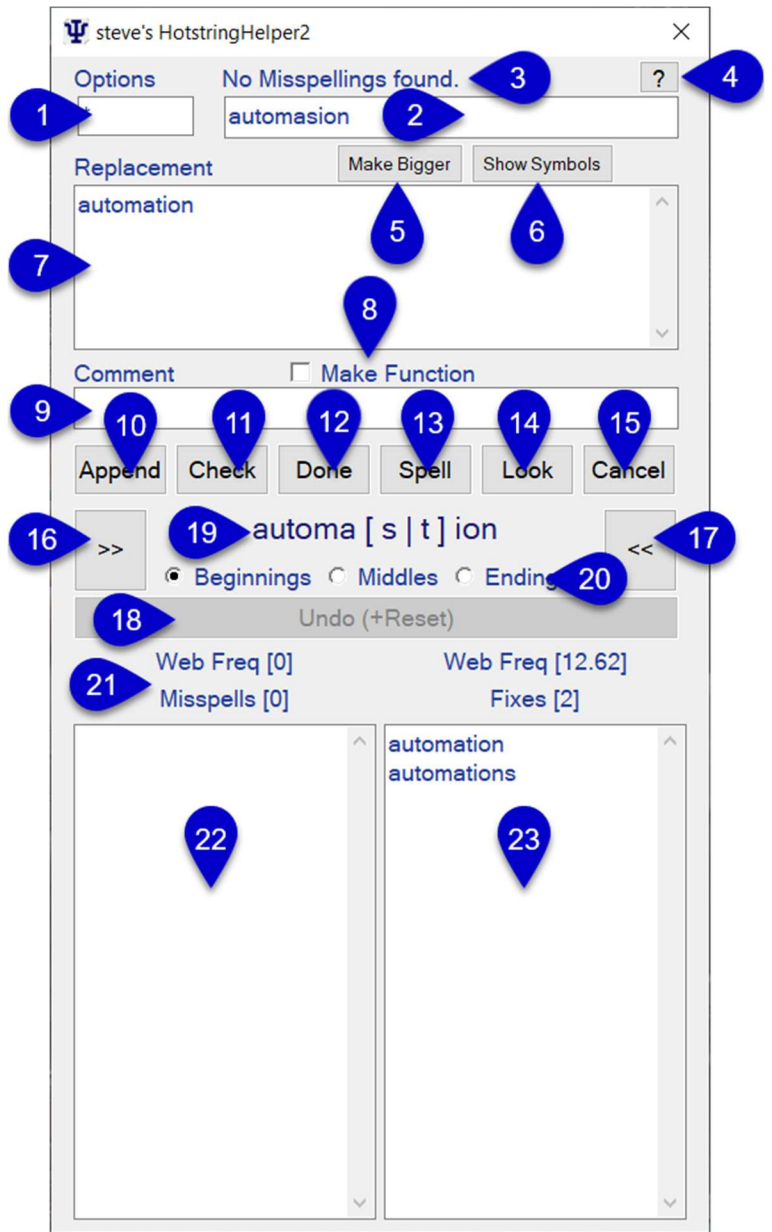 steve's HotstringHelper2
Options No Misspellings found. 3 ? 4
1 * automasion 2
Replacement Make Bigger Show Symbols
automation
5 6
7
8
Comment Make Function
9
10 11 12 13 14 15
Append Check Done Spell Look Cancel
16 >> 19 automa [ s | t ] ion << 17
Beginnings Middles Ending 20
18 Undo (+Reset)
Web Freq [0] Web Freq [12.62]
21
Misspells [0] Fixes [2]
automation
automations
22 23